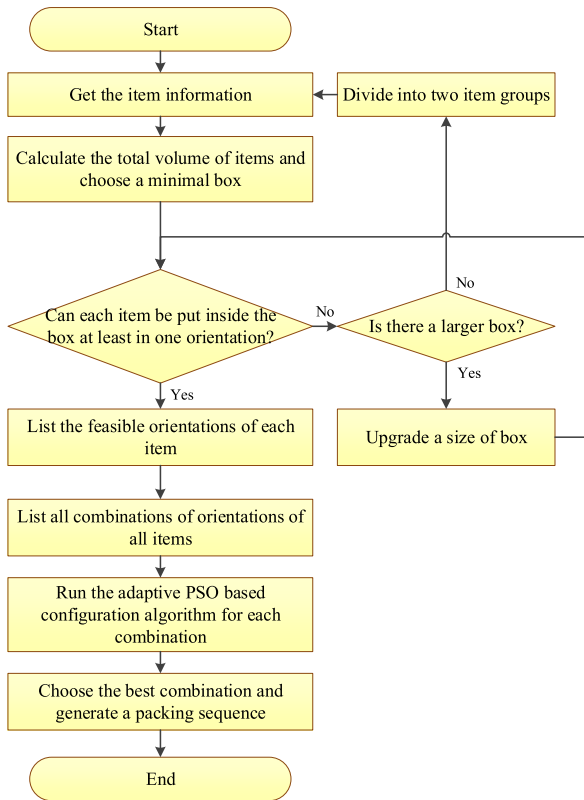 Start
Get the item information
Divide into two item groups
Calculate the total volume of items and
choose a minimal box
Can each item be put inside the
box at least in one orientation?
No
Is there a larger box?
No
Yes
Yes
List the feasible orientations of each
item
Upgrade a size of box
List all combinations of orientations of
all items
Run the adaptive PSO based
configuration algorithm for each
combination
Choose the best combination and
generate a packing sequence
End